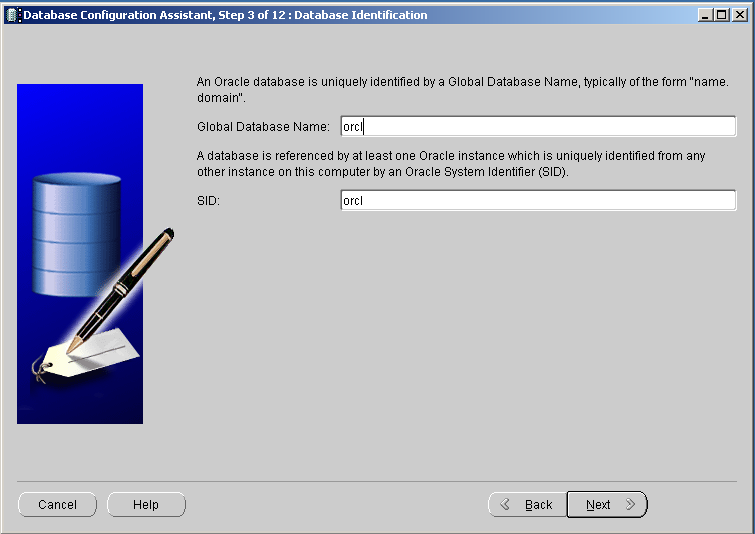 Database Configuration Assistant, Step 3 of 12 : Database Identification
An Oracle database is uniquely identified by a Global Database Name, typically of the form "name.
domain".
Global Database Name: orcl
A database is referenced by at least one Oracle instance which is uniquely identified from any
other instance on this computer by an Oracle System Identifier (SID).
SID: orcl
Cancel Help Back Next